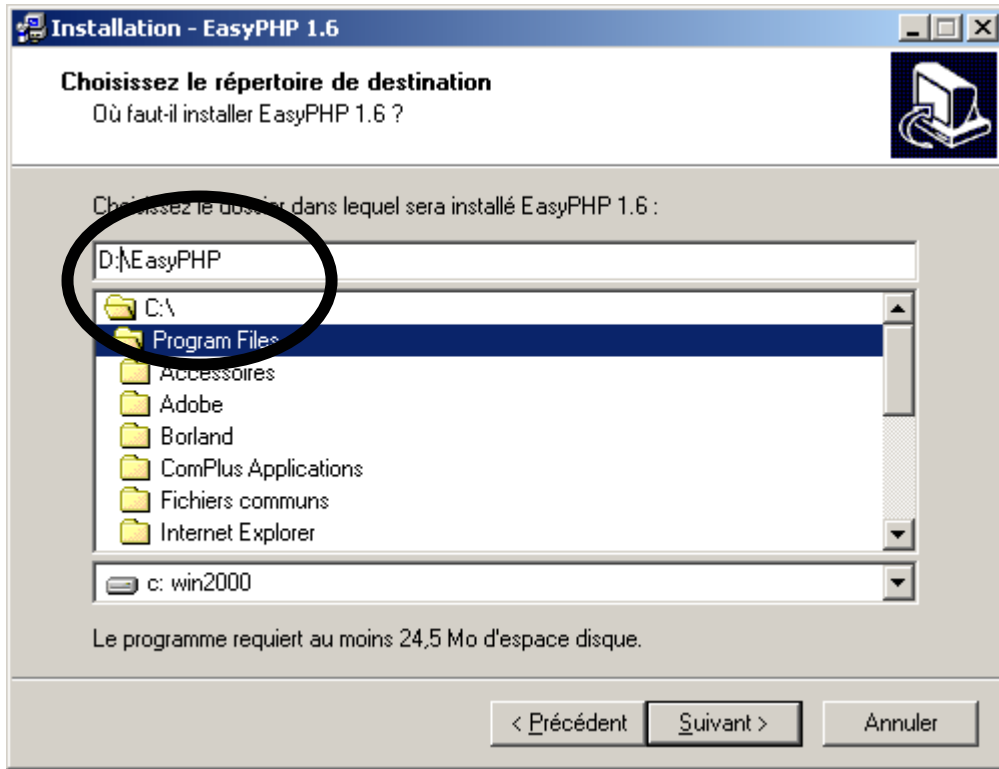 Installation - EasyPHP 1.6
Choisissez le répertoire de destination
Où faut-il installer EasyPHP 1.6 ?
Choisissez le dossier dans lequel sera installé EasyPHP 1.6 :
D:\EasyPHP
C:\
Program Files
Accessoires
Adobe
Borland
ComPlus Applications
Fichiers communs
Internet Explorer
c: win2000
Le programme requiert au moins 24,5 Mo d'espace disque.
< Précédent Suivant > Annuler